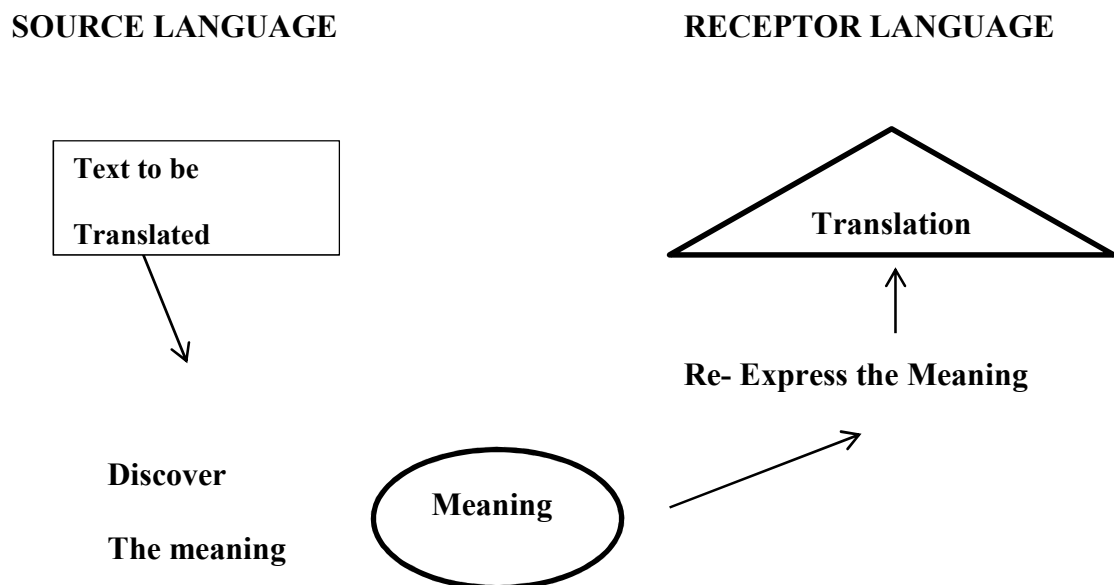 SOURCE LANGUAGE
RECEPTOR LANGUAGE
Text to be
Translated
Translation
Re- Express the Meaning
Discover
The meaning
Meaning